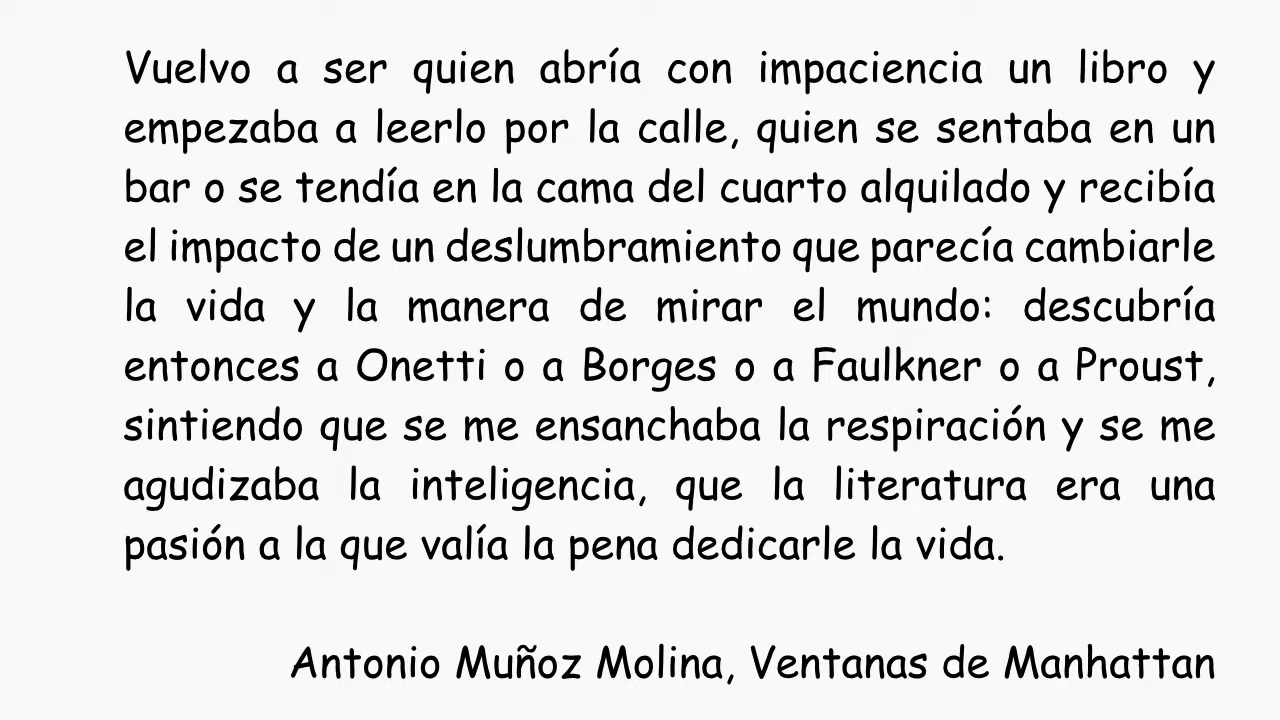 Vuelvo a ser quien abría con impaciencia un libro y
empezaba a leerlo por la calle, quien se sentaba en un
bar o se tendía en la cama del cuarto alquilado y recibía
el impacto de un deslumbramiento que parecía cambiarle
la vida y la manera de mirar el mundo: descubría
entonces a Onetti o a Borges o a Faulkner o a Proust,
sintiendo que se me ensanchaba la respiración y se me
agudizaba la inteligencia, que la literatura era una
pasión a la que valía la pena dedicarle la vida.
Antonio Muñoz Molina, Ventanas de Manhattan